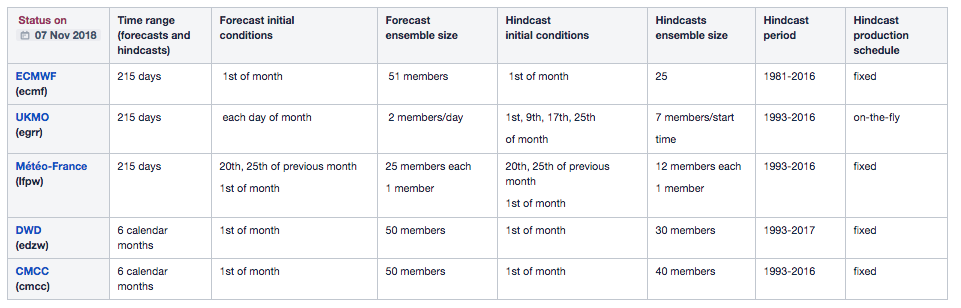 Status on
07 Nov 2018
Time range
(forecasts and
hindcasts)
Forecast initial
conditions
Forecast
ensemble size
Hindcast
initial conditions
Hindcasts
ensemble size
Hindcast
period
Hindcast
production
schedule
ECMWF
(ecmf)
215 days
1st of month
51 members
1st of month
25
1981-2016
fixed
UKMO
(egrr)
215 days
each day of month
2 members/day
1st, 9th, 17th, 25th
of month
7 members/start
time
1993-2016
on-the-fly
Météo-France
(lfpw)
215 days
20th, 25th of previous month
1st of month
25 members each
1 member
20th, 25th of previous
month
1st of month
12 members each
1 member
1993-2016
fixed
DWD
(edzw)
6 calendar
months
1st of month
50 members
1st of month
30 members
1993-2017
fixed
CMCC
(cmcc)
6 calendar
months
1st of month
50 members
1st of month
40 members
1993-2016
fixed